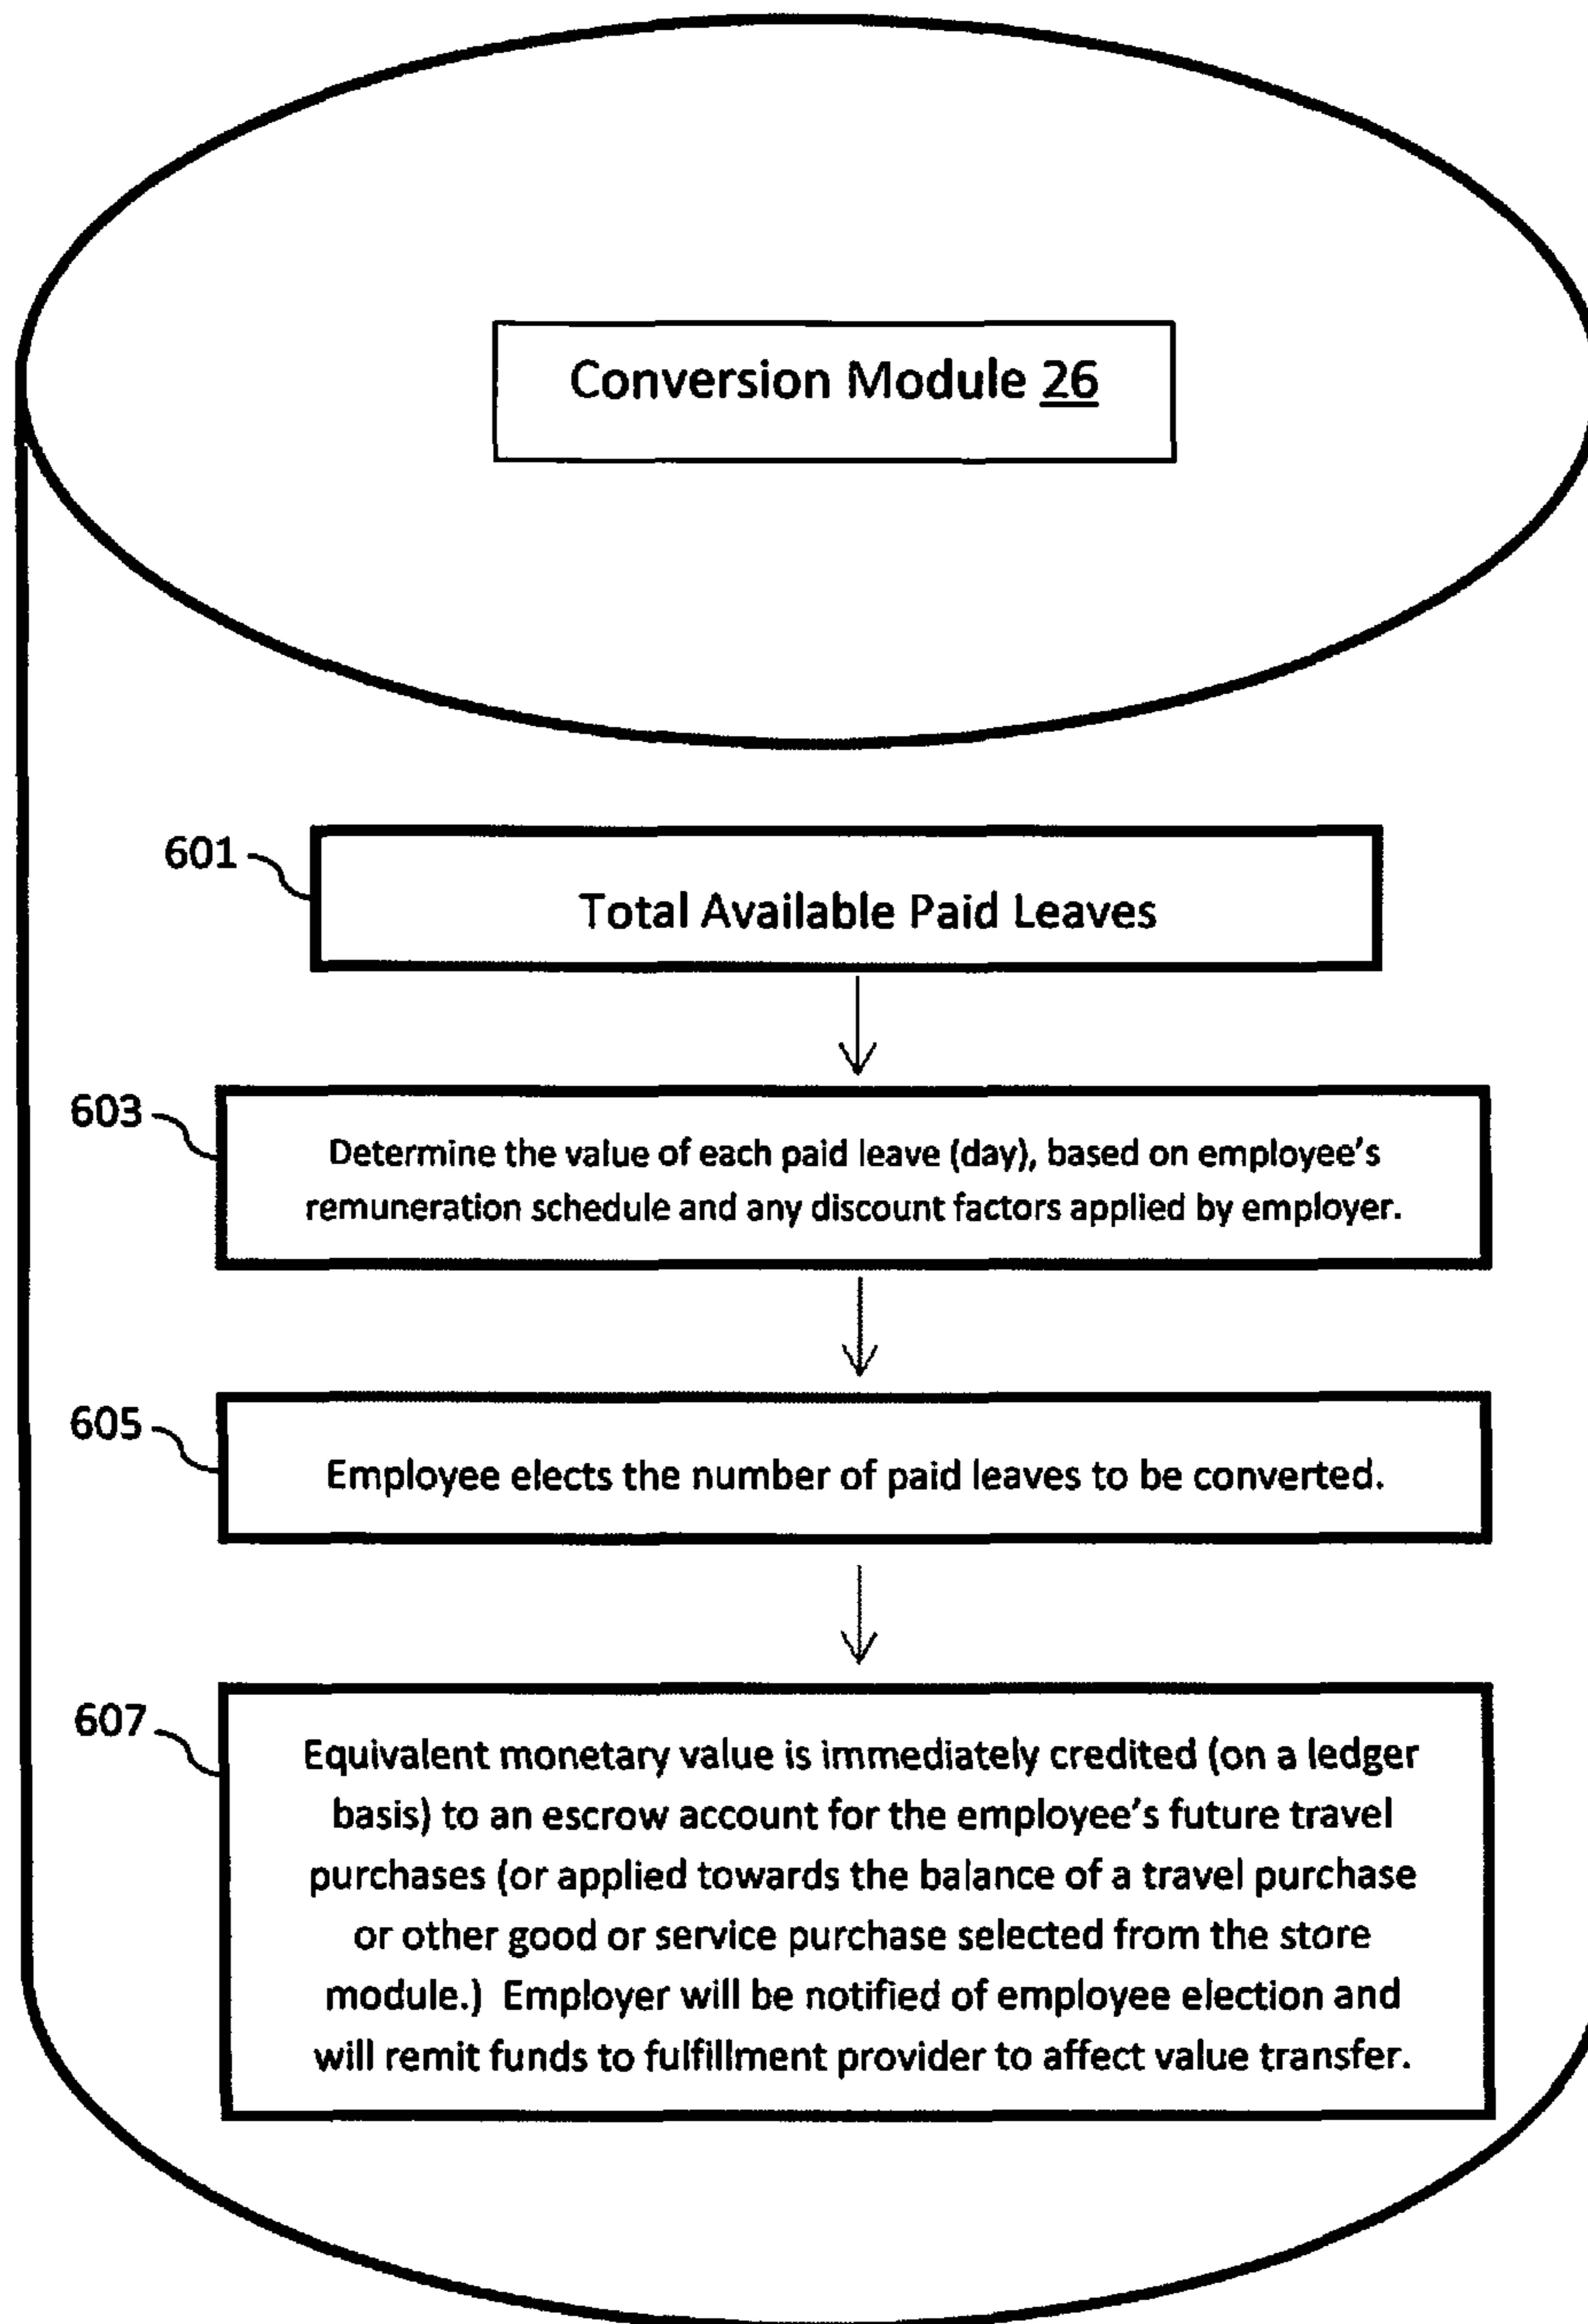 Conversion Module 26
601
Total Available Paid Leaves
603
Determine the value of each paid leave (day), based on employee's
remuneration schedule and any discount factors applied by employer.
605
Employee elects the number of paid leaves to be converted.
607
Equivalent monetary value is immediately credited (on a ledger
basis) to an escrow account for the employee's future travel
purchases (or applied towards the balance of a travel purchase
or other good or service purchase selected from the store
module.)  Employer will be notified of employee election and
will remit funds to fulfillment provider to affect value transfer.